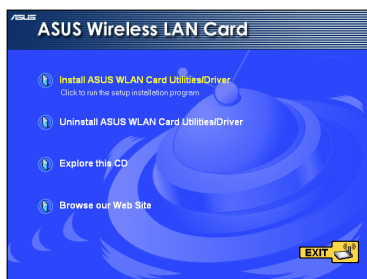 ASUS
ASUS Wireless LAN Card
Install ASUS WLAN Card Utilities/Driver
Click to run the setup installation program
Uninstall ASUS WLAN Card Utilities/Driver
Explore this CD
Browse our Web Site
EXIT